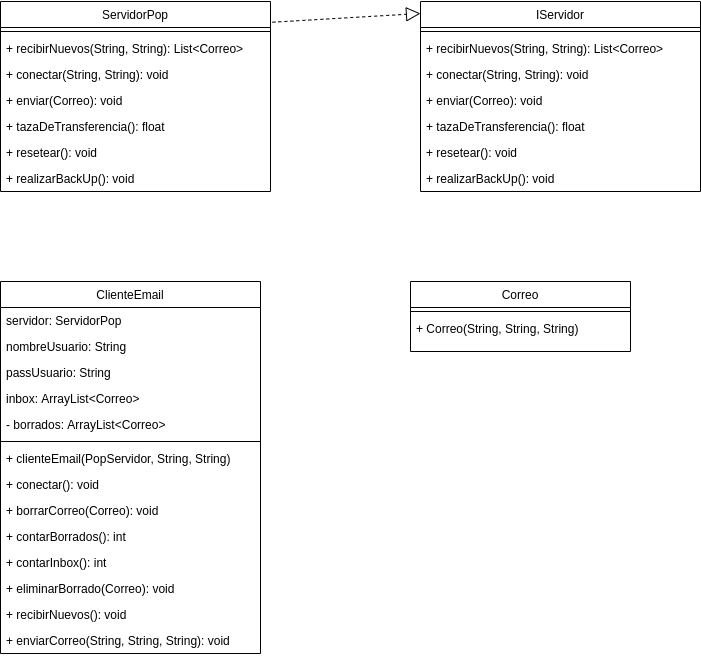 ServidorPop
+ recibirNuevos(String, String): List<Correo>
+ conectar(String, String): void
+ enviar(Correo): void
+ tazaDeTransferencia(): float
+ resetear(): void
+ realizarBackUp(): void
IServidor
+ recibirNuevos(String, String): List<Correo>
+ conectar(String, String): void
+ enviar(Correo): void
+ tazaDeTransferencia(): float
+ resetear(): void
+ realizarBackUp(): void
ClienteEmail
servidor: ServidorPop
nombreUsuario: String
passUsuario: String
inbox: ArrayList<Correo>
- borrados: ArrayList<Correo>
+ clienteEmail(PopServidor, String, String)
+ conectar(): void
+ borrarCorreo(Correo): void
+ contarBorrados(): int
+ contarInbox(): int
+ eliminarBorrado(Correo): void
+ recibirNuevos(): void
+ enviarCorreo(String, String, String): void
Correo
+ Correo(String, String, String)